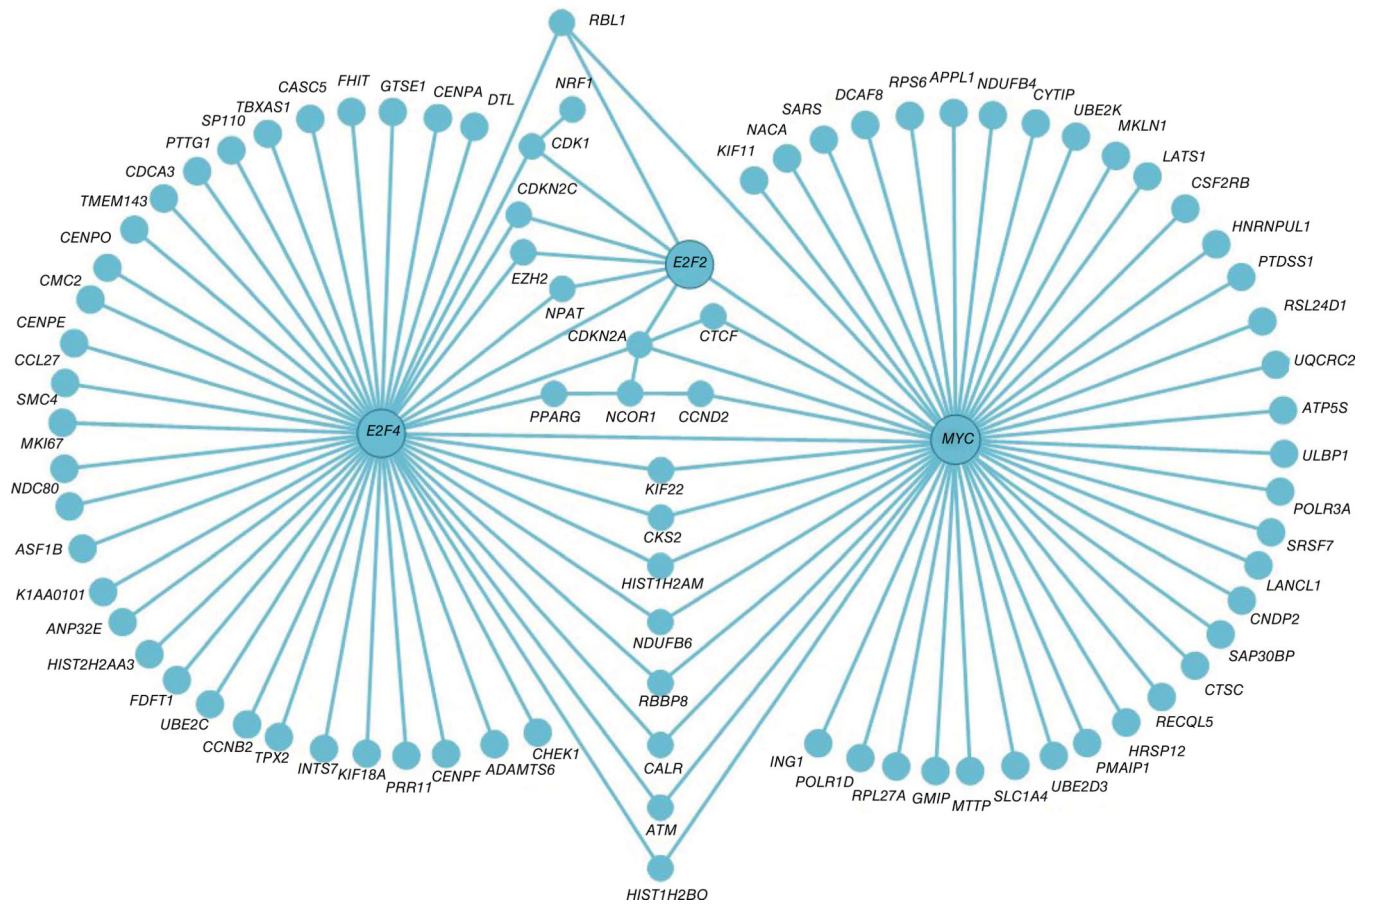 RBL1
NRF1
CDK1
CDKN2C
EZH2
NPAT
E2F2
CDKN2A
CTCF
PPARG
NCOR1
CCND2
E2F4
MYC
KIF22
CKS2
HIST1H2AM
NDUFB6
RBBP8
CALR
ATM
HIST1H2BO
DTL
CENPA
GTSE1
FHIT
CASC5
TBXAS1
SP110
PTTG1
CDCA3
TMEM143
CENPO
CMC2
CENPE
CCL27
SMC4
MKI67
NDC80
ASF1B
K1AA0101
ANP32E
HIST2H2AA3
FDFT1
UBE2C
CCNB2
TPX2
INTS7
KIF18A
PRR11
CENPF
ADAMTS6
CHEK1
KIF11
NACA
SARS
DCAF8
RPS6
APPL1
NDUFB4
CYTIP
UBE2K
MKLN1
LATS1
CSF2RB
HNRNPUL1
PTDSS1
RSL24D1
UQCRC2
ATP5S
ULBP1
POLR3A
SRSF7
LANCL1
CNDP2
SAP30BP
CTSC
RECQL5
HRSP12
PMAIP1
UBE2D3
SLC1A4
MTTP
GMIP
RPL27A
POLR1D
ING1